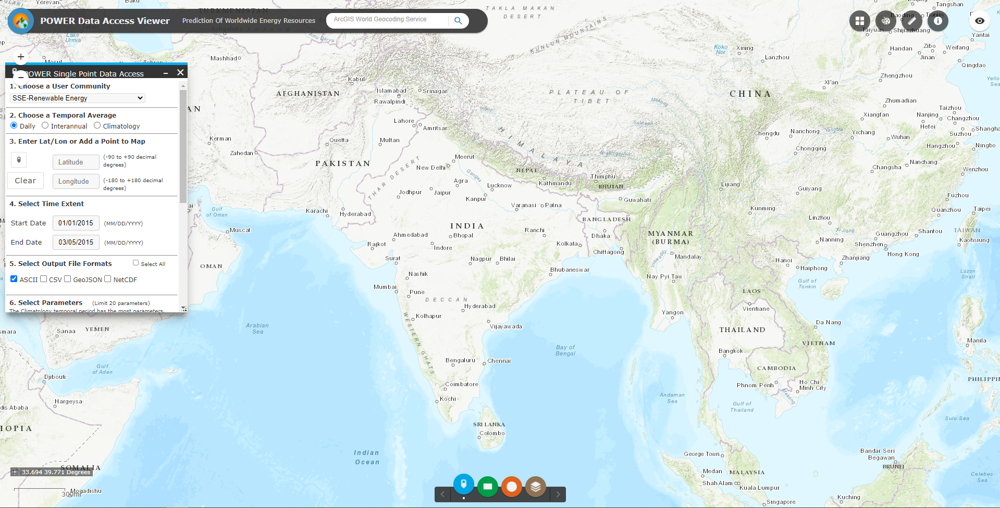 POWER Data Access Viewer
Prediction Of Worldwide Energy Resources
ArcGIS World Geocoding Service
POWER Single Point Data Access
1. Choose a User Community
SSE-Renewable Energy
2. Choose a Temporal Average
Daily Interannual Climatology
3. Enter Lat/Lon or Add a Point to Map
Latitude (-90 to +90 decimal degrees)
Clear
Longitude (-180 to +180 decimal degrees)
4. Select Time Extent
Start Date 01/01/2015 (MM/DD/YYYY)
End Date 03/05/2015 (MM/DD/YYYY)
5. Select Output File Formats Select All
ASCII CSV GeoJSON NetCDF
6. Select Parameters (Limit 20 parameters)
The Climatology temporal period has the most parameters.
33.694 39.771 Degrees
300mi
Yerevan
Baku
TURKMENISTAN
Ashgabat
Amu Darya
TAKLA MAKAN
DESERT
KUNLUN MOUNTAINS
Lake
Urmia
Mosul
Tehran
Mashhad
Kabul
Islamabad
Rawalpindi
Srinagar
AFGHANISTAN
PLATEAU OF
TIBET
CHINA
Koko
Nor
Xining
Lanzhou
Xi'an
Baoding
Tianjin
Tangshan
Taiyuan
Shijiazhuang
Yantai
Handan
Zibo
Weifang
Jinan
Qingdao
Zhengzhou
Zhumadian
Xiangfan
Nanjing
Taizhou
Changzhou
Hefei
Suzhou
Yichang
Wuhan
Hangzhou
Ningbo
Indus
Mekong
Salween
Brahmaputra
Yangtze
HIMALAYA
Lahore
Amritsar
Kerman
Zahedan
Quetta
Multan
PAKISTAN
THAR DESERT
Meerut
New Delhi
Ganges
Agra
Lucknow
Jodhpur
Jaipur
Kanpur
NEPAL
Kathmandu
Thimphu
BHUTAN
Varanasi
Patna
Guwahati
Chengdu
Nanchong
Chongqing
Changsha
Nanchang
Wenzhou
Lijiang
Guiyang
Fuzhou
Kunming
Linzhou
Quanzhou
Taipei
Xi Jiang
TAIWAN
Guangzhou
Shantou
Shenzhen
Kaohsiung
Nanning
Zhanjiang
Hong Kong
Gulf
of Oman
Muscat
Karachi
Hyderabad
INDIA
Bhopal
Ahmedabad
Rajkot
Indore
Surat
Nagpur
Bhilai
Ranchi
Kolkata
BANGLADESH
Dhaka
Chittagong
MYANMAR
(BURMA)
Irrawaddy
Mandalay
Nay Pyi Taw
Hanoi
Haiphong
Luzon
Strait
Gulf of
Tonkin
LAOS
Vientiane
OMAN
Nashik
Mumbai
Pune
DECCAN
Hyderabad
Bhubaneswar
Kolhapur
WESTERN GHATS
Vijayawada
Yangon
THAILAND
Da Nang
VIETNAM
Manila
Sanaa
YEMEN
Arabian
Sea
Bay of
Bengal
Bengaluru
Chennai
Bangkok
CAMBODIA
Gulf
of Aden
Djibouti
Coimbatore
Kochi
Phnom Penh
Ho Chi
Minh City
Mekong
Hargeysa
Andaman
Sea
Gulf of
Thailand
Sulu Sea
SRI LANKA
Colombo
Indian
Ocean
SOMALIA
Mogadishu
George Town
Medan
MALAYSIA
Shah Alam
Kuala Lumpur
Singapore
Bandar Seri
Begawan
BRUNEI
Celebes
Sea
Kuching